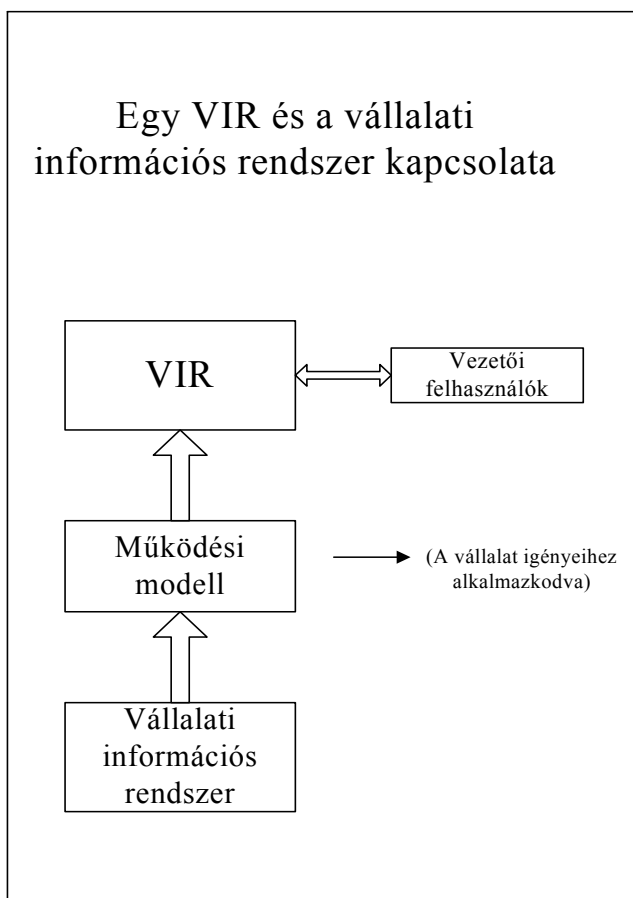 Egy VIR és a vállalati
információs rendszer kapcsolata
VIR
Vezetői
felhasználók
Működési
modell
(A vállalat igényeihez
alkalmazkodva)
Vállalati
információs
rendszer